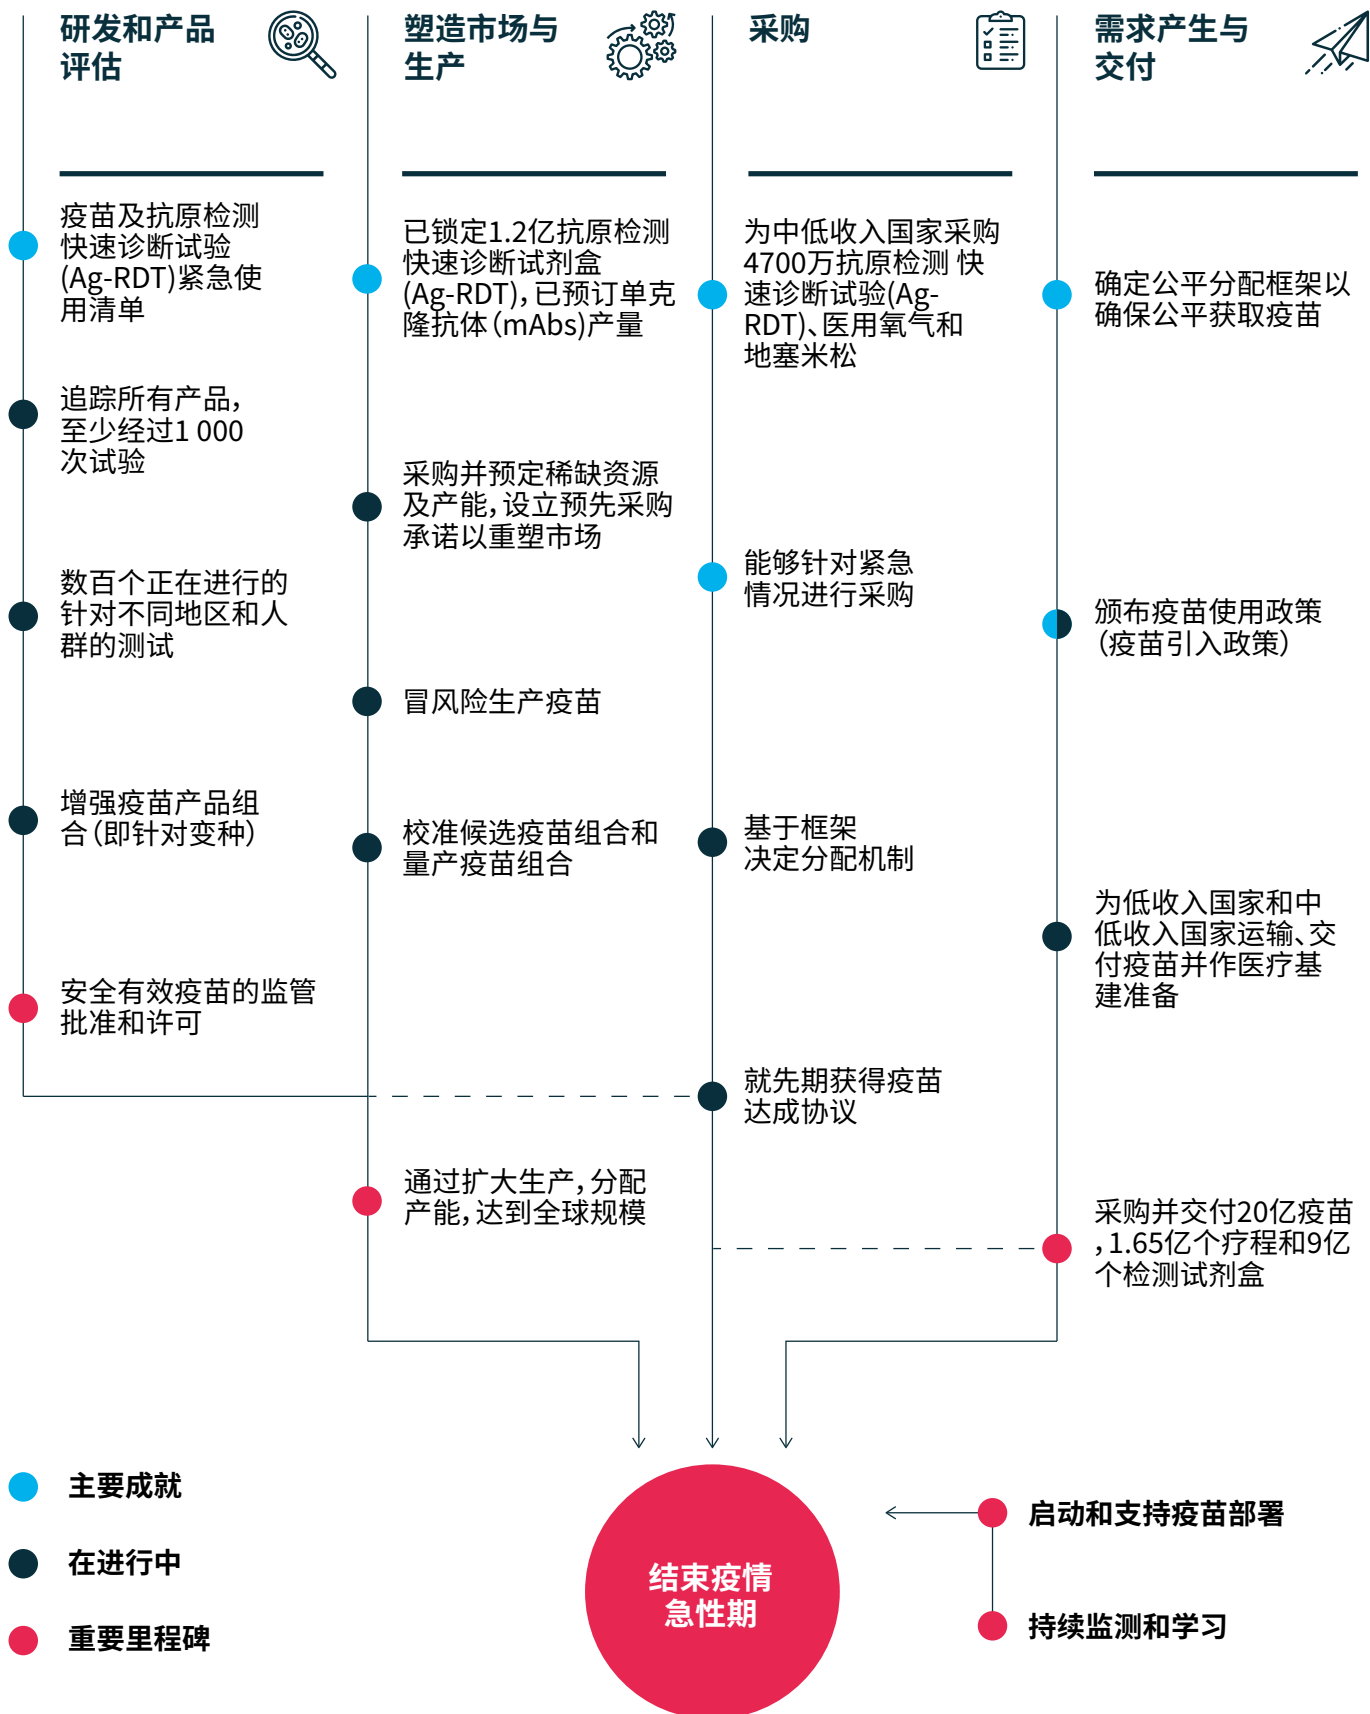 研发和产品
评估
疫苗及抗原检测
快速诊断试验
(Ag-RDT)紧急使
用清单
追踪所有产品，
至少经过1 000
次试验
数百个正在进行的
针对不同地区和人
群的测试
增强疫苗产品组
合（即针对变种）
安全有效疫苗的监管
批准和许可
塑造市场与
生产
已锁定1.2亿抗原检测
快速诊断试剂盒
(Ag-RDT)，已预订单克
隆抗体（mAbs)产量
采购并预定稀缺资源
及产能，设立预先采购
承诺以重塑市场
冒风险生产疫苗
校准候选疫苗组合和
量产疫苗组合
通过扩大生产，分配
产能，达到全球规模
采购
为中低收入国家采购
4700万抗原检测 快
速诊断试验(Ag-
RDT)、医用氧气和
地塞米松
能够针对紧急
情况进行采购
基于框架
决定分配机制
就先期获得疫苗
达成协议
需求产生与
交付
确定公平分配框架以
确保公平获取疫苗
颁布疫苗使用政策
（疫苗引入政策）
为低收入国家和中
低收入国家运输、交
付疫苗并作医疗基
建准备
采购并交付20亿疫苗
，1.65亿个疗程和9亿
个检测试剂盒
主要成就
在进行中
重要里程碑
结束疫情
急性期
启动和支持疫苗部署
持续监测和学习